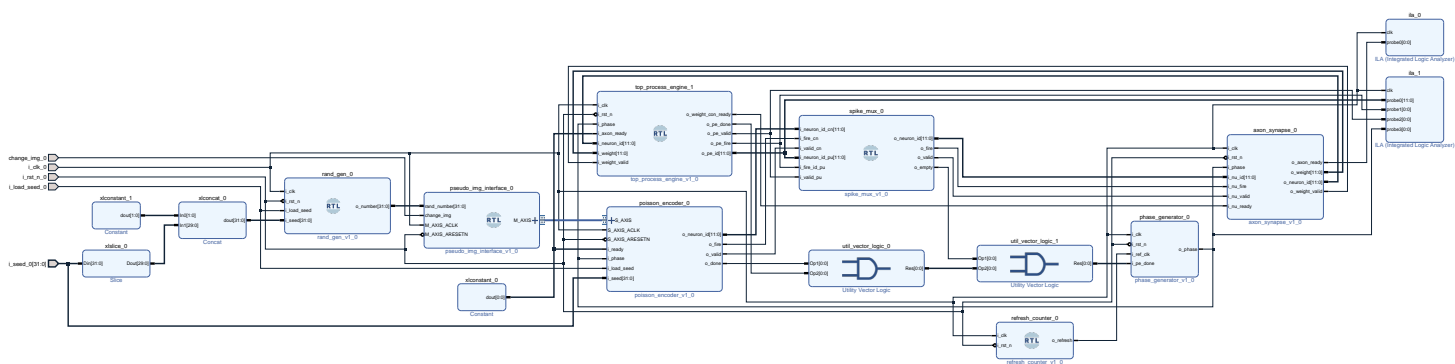 change_img_0
i_clk_0
i_rst_n_0
i_load_seed_0
i_seed_0[31:0]
xlconstant_1
dout[1:0]
Constant
xlslice_0
Din[31:0]
Dout[29:0]
Slice
xlconcat_0
In0[1:0]
In1[29:0]
dout[31:0]
Concat
rand_gen_0
i_clk
i_rst_n
i_load_seed
i_seed[31:0]
RTL
o_number[31:0]
rand_gen_v1_0
pseudo_img_interface_0
rand_number[31:0]
change_img
M_AXIS_ACLK
M_AXIS_ARESETN
RTL
M_AXIS
pseudo_img_interface_v1_0
xlconstant_0
dout[0:0]
Constant
top_process_engine_1
i_clk
i_rst_n
i_phase
i_axon_ready
i_neuron_id[11:0]
i_weight[11:0]
i_weight_valid
RTL
o_weight_con_ready
o_pe_done
o_pe_valid
o_pe_fire
o_pe_id[11:0]
top_process_engine_v1_0
poisson_encoder_0
S_AXIS
S_AXIS_ACLK
S_AXIS_ARESETN
i_ready
i_phase
i_load_seed
i_seed[31:0]
RTL
o_neuron_id[11:0]
o_fire
o_valid
o_done
poisson_encoder_v1_0
spike_mux_0
i_neuron_id_cn[11:0]
i_fire_cn
i_valid_cn
i_neuron_id_pu[11:0]
i_fire_id_pu
i_valid_pu
RTL
o_neuron_id[11:0]
o_fire
o_valid
o_empty
spike_mux_v1_0
util_vector_logic_0
Op1[0:0]
Op2[0:0]
Res[0:0]
Utility Vector Logic
util_vector_logic_1
Op1[0:0]
Op2[0:0]
Res[0:0]
Utility Vector Logic
refresh_counter_0
i_clk
i_rst_n
RTL
o_refresh
refresh_counter_v1_0
phase_generator_0
i_clk
i_rst_n
i_ref_clk
i_pe_done
RTL
o_phase
phase_generator_v1_0
axon_synapse_0
i_clk
i_rst_n
i_phase
i_nu_id[11:0]
i_nu_fire
i_nu_valid
i_nu_ready
RTL
o_axon_ready
o_weight[11:0]
o_neuron_id[11:0]
o_weight_valid
axon_synapse_v1_0
ila_0
clk
probe0[0:0]
ILA (Integrated Logic Analyzer)
ila_1
clk
probe0[11:0]
probe1[0:0]
probe2[0:0]
probe3[0:0]
ILA (Integrated Logic Analyzer)